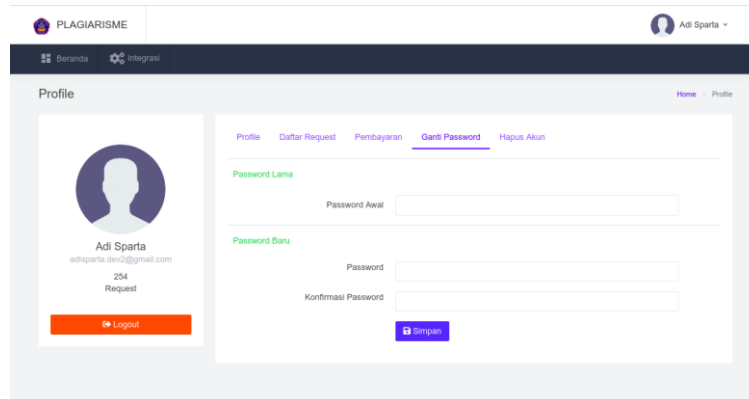 PLAGIARISME
Adi Sparta
Beranda Integrasi
Profile
Home > Profile
Profile Daftar Request Pembayaran Ganti Password Hapus Akun
Password Lama
Password Awal
Adi Sparta
adisparta.dev2@gmail.com
254
Request
Logout
Password Baru
Password
Konfirmasi Password
Simpan